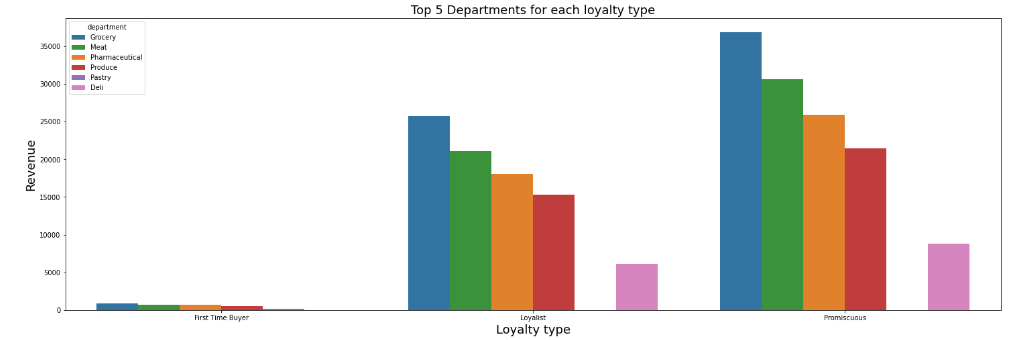 Top 5 Departments for each loyalty type
department
Grocery
Meat
Pharmaceutical
Produce
Pastry
Deli
Revenue
35000
30000
25000
20000
15000
10000
5000
0
First Time Buyer
Loyalist
Promiscuous
Loyalty type